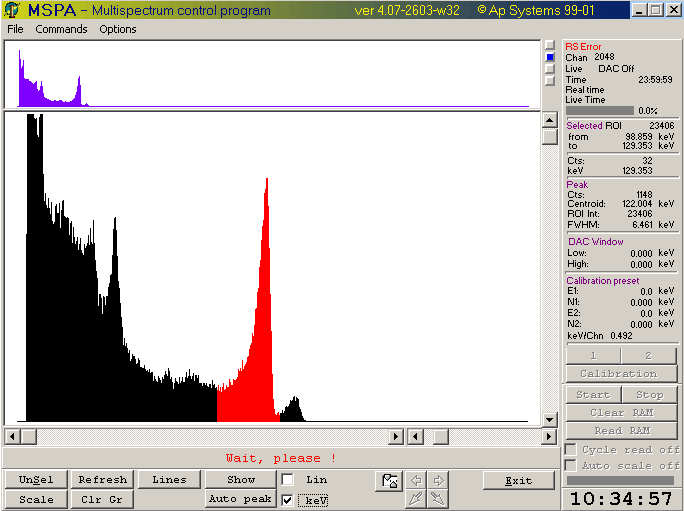 MSPA - Multispectrum control program ver 4.07-2603-w32 © Ap Systems 99-01
File Commands Options
RS Error
Chan 2048
Live DAC Off
Time 23:59:59
Real time
Live Time
0.0%
Selected ROI 23406
from 98.859 keV
to 129.353 keV
Cts: 32
keV 129.353
Peak
Cts: 1148
Centroid: 122.004 keV
ROI Int: 23406
FWHM: 6.461 keV
DAC Window
Low: 0.000 keV
High: 0.000 keV
Calibration preset
E1: 0.0 keV
N1: 0.000 keV
E2: 0.0 keV
N2: 0.000 keV
keV/Chn 0.492
1 2
Calibration
Start Stop
Clear RAM
Read RAM
Cycle read off
Auto scale off
10:34:57
Wait, please !
UnSel Refresh Lines Show Lin Exit
Scale Clr Gr Auto peak keV